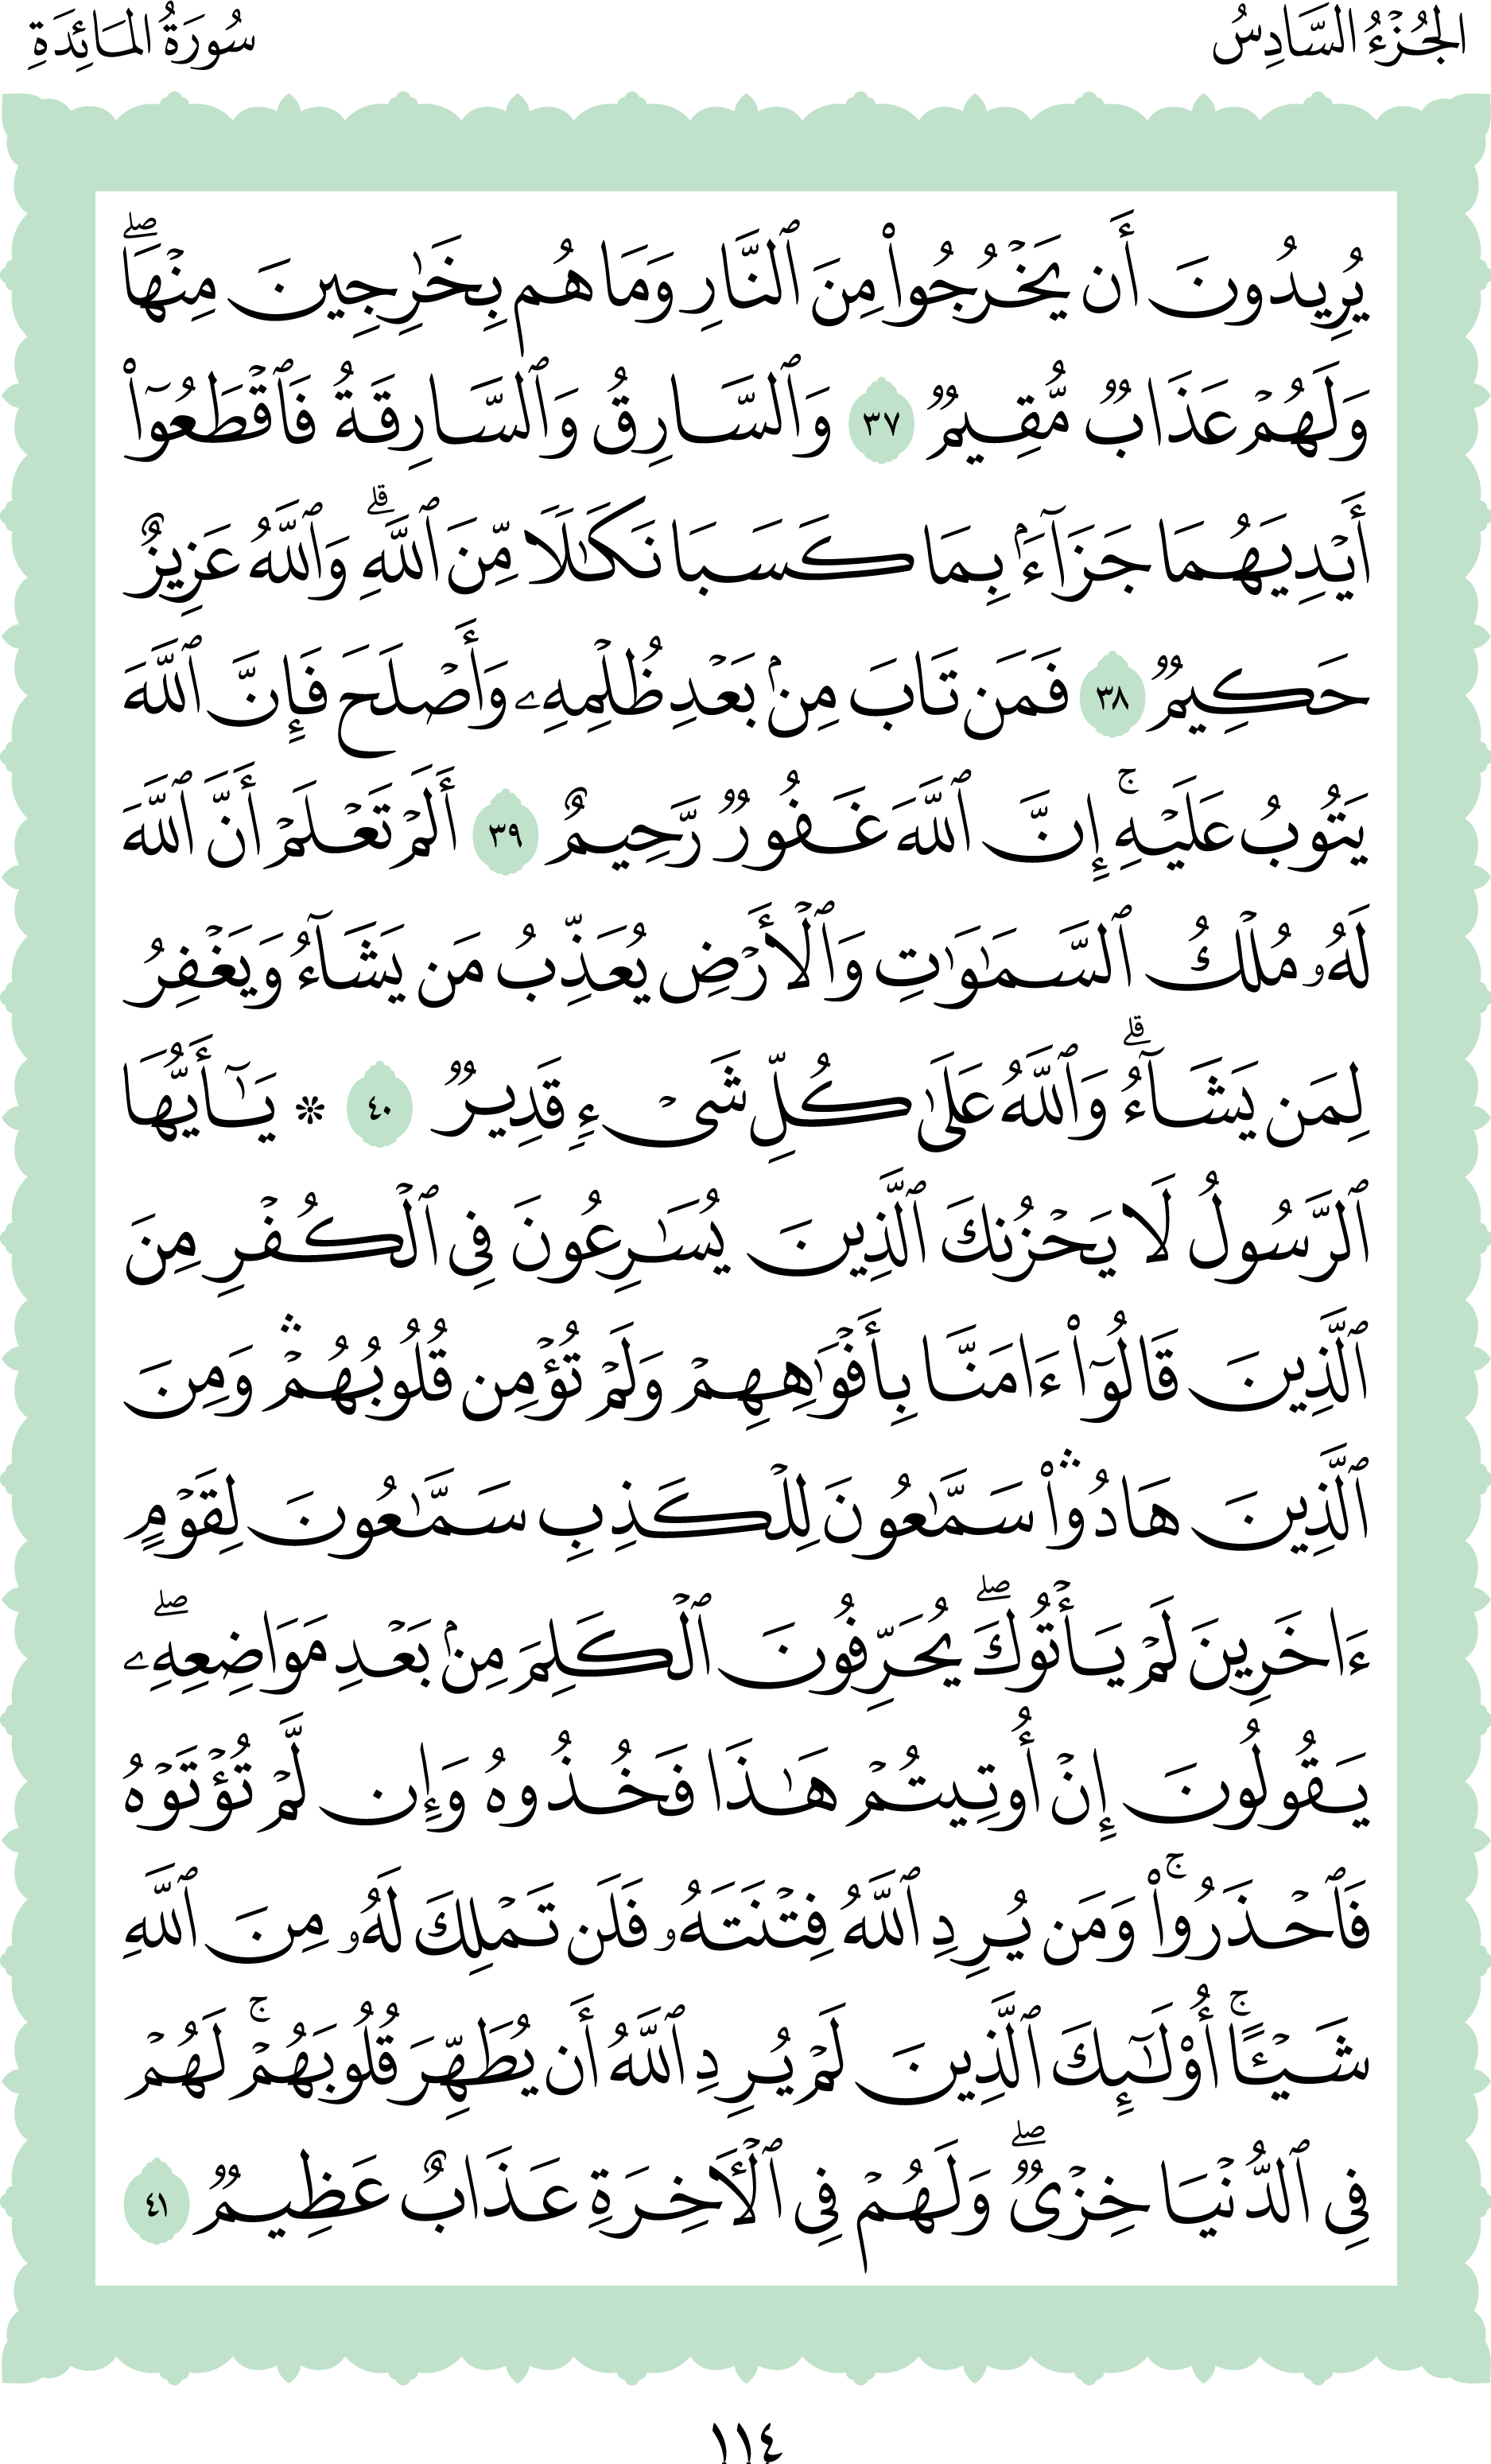 الجُزْءُ السَّادِسُ
سُورَةُ المَائِدَةِ
يُرِيدُونَ أَن يَخۡرُجُواْ مِنَ ٱلنَّارِ وَمَا هُم بِخَٰرِجِينَ مِنۡهَاۖ
وَلَهُمۡ عَذَابٞ مُّقِيمٞ ٣٧ وَٱلسَّارِقُ وَٱلسَّارِقَةُ فَٱقۡطَعُوٓاْ
أَيۡدِيَهُمَا جَزَآءَۢ بِمَا كَسَبَا نَكَٰلٗا مِّنَ ٱللَّهِۗ وَٱللَّهُ عَزِيزٌ
حَكِيمٞ ٣٨ فَمَن تَابَ مِنۢ بَعۡدِ ظُلۡمِهِۦ وَأَصۡلَحَ فَإِنَّ ٱللَّهَ
يَتُوبُ عَلَيۡهِۚ إِنَّ ٱللَّهَ غَفُورٞ رَّحِيمٌ ٣٩ أَلَمۡ تَعۡلَمۡ أَنَّ ٱللَّهَ
لَهُۥ مُلۡكُ ٱلسَّمَٰوَٰتِ وَٱلۡأَرۡضِ يُعَذِّبُ مَن يَشَآءُ وَيَغۡفِرُ
لِمَن يَشَآءُۗ وَٱللَّهُ عَلَىٰ كُلِّ شَيۡءٖ قَدِيرٞ ٤٠ ۞ يَٰٓأَيُّهَا
ٱلرَّسُولُ لَا يَحۡزُنكَ ٱلَّذِينَ يُسَٰرِعُونَ فِي ٱلۡكُفۡرِ مِنَ
ٱلَّذِينَ قَالُوٓاْ ءَامَنَّا بِأَفۡوَٰهِهِمۡ وَلَمۡ تُؤۡمِن قُلُوبُهُمۡۛ وَمِنَ
ٱلَّذِينَ هَادُواْۛ سَمَّٰعُونَ لِلۡكَذِبِ سَمَّٰعُونَ لِقَوۡمٍ
ءَاخَرِينَ لَمۡ يَأۡتُوكَۖ يُحَرِّفُونَ ٱلۡكَلِمَ مِنۢ بَعۡدِ مَوَاضِعِهِۦۖ
يَقُولُونَ إِنۡ أُوتِيتُمۡ هَٰذَا فَخُذُوهُ وَإِن لَّمۡ تُؤۡتَوۡهُ
فَٱحۡذَرُواْۚ وَمَن يُرِدِ ٱللَّهُ فِتۡنَتَهُۥ فَلَن تَمۡلِكَ لَهُۥ مِنَ ٱللَّهِ
شَيۡـًٔاۚ أُوْلَٰٓئِكَ ٱلَّذِينَ لَمۡ يُرِدِ ٱللَّهُ أَن يُطَهِّرَ قُلُوبَهُمۡۚ لَهُمۡ
فِي ٱلدُّنۡيَا خِزۡيٞۖ وَلَهُمۡ فِي ٱلۡأٓخِرَةِ عَذَابٌ عَظِيمٞ ٤١
١١٤